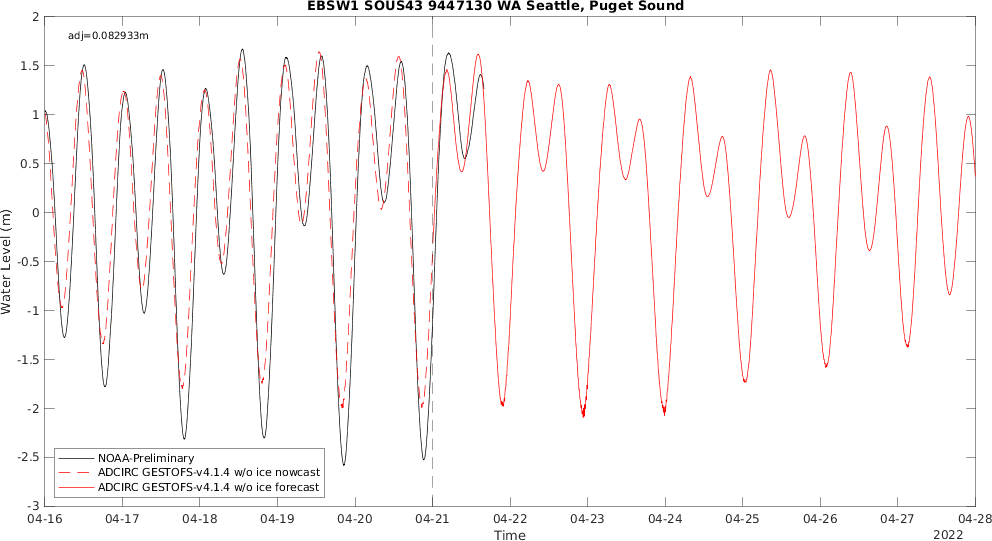 EBSW1 SOUS43 9447130 WA Seattle, Puget Sound
adj=0.082933m
2
1.5
1
0.5
0
-0.5
-1
-1.5
-2
-2.5
-3
Water Level (m)
NOAA-Preliminary
ADCIRC GESTOFS-v4.1.4 w/o ice nowcast
ADCIRC GESTOFS-v4.1.4 w/o ice forecast
04-16 04-17 04-18 04-19 04-20 04-21 04-22 04-23 04-24 04-25 04-26 04-27 04-28
Time
2022